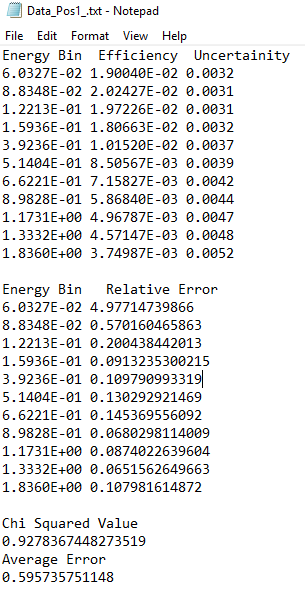 Data_Pos1_.txt - Notepad
File Edit Format View Help
Energy Bin Efficiency Uncertainity
6.0327E-02 1.90040E-02 0.0032
8.8348E-02 2.02427E-02 0.0031
1.2213E-01 1.97226E-02 0.0031
1.5936E-01 1.80663E-02 0.0032
3.9236E-01 1.01520E-02 0.0037
5.1404E-01 8.50567E-03 0.0039
6.6221E-01 7.15827E-03 0.0042
8.9828E-01 5.86840E-03 0.0044
1.1731E+00 4.96787E-03 0.0047
1.3332E+00 4.57147E-03 0.0048
1.8360E+00 3.74987E-03 0.0052
Energy Bin Relative Error
6.0327E-02 4.97714739866
8.8348E-02 0.570160465863
1.2213E-01 0.200438442013
1.5936E-01 0.0913235300215
3.9236E-01 0.109790993319
5.1404E-01 0.130292921469
6.6221E-01 0.145369556092
8.9828E-01 0.0680298114009
1.1731E+00 0.0874022639604
1.3332E+00 0.0651562649663
1.8360E+00 0.107981614872
Chi Squared Value
0.9278367448273519
Average Error
0.595735751148